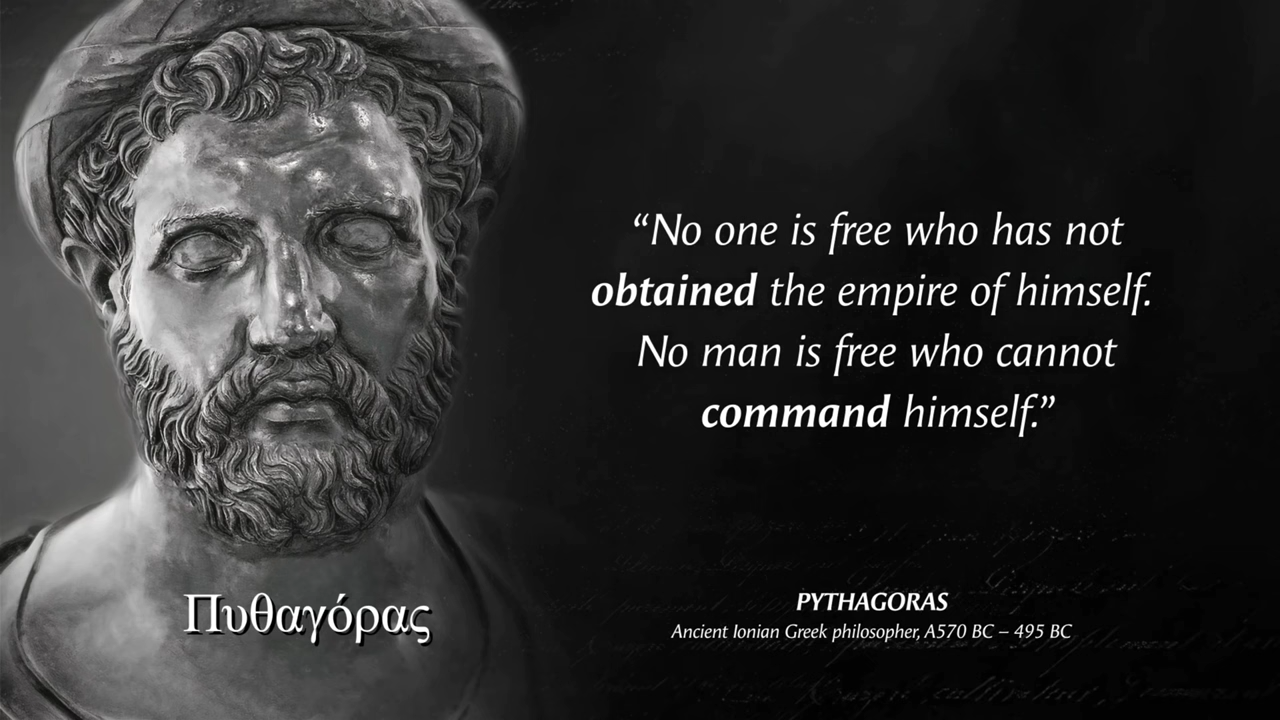 “No one is free who has not
obtained the empire of himself.
No man is free who cannot
command himself.”
Πυθαγόρας
PYTHAGORAS
Ancient Ionian Greek philosopher, A570 BC – 495 BC